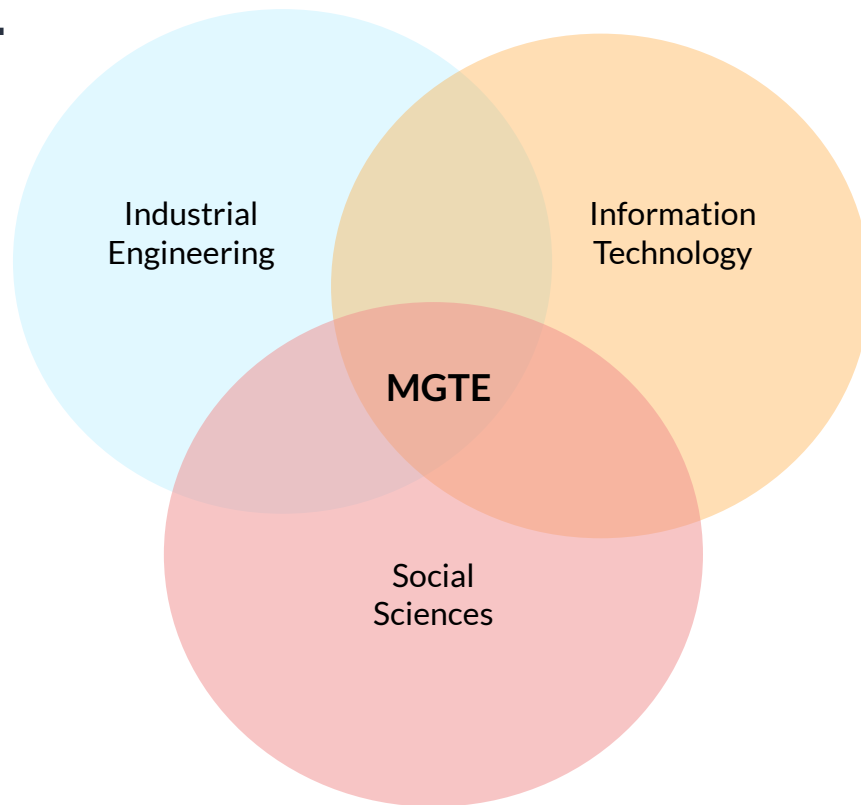 Industrial
Engineering
Information
Technology
MGTE
Social
Sciences